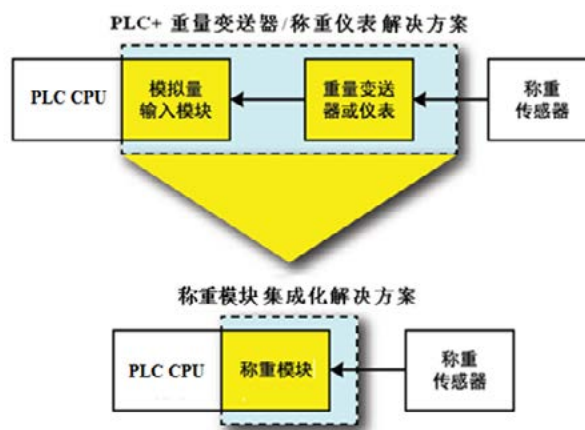 PLC+ 重量变送器/称重仪表解决方案
PLC CPU
模拟量
输入模块
重量变送
器或仪表
称重
传感器
称重模块集成化解决方案
PLC CPU
称重模块
称重
传感器